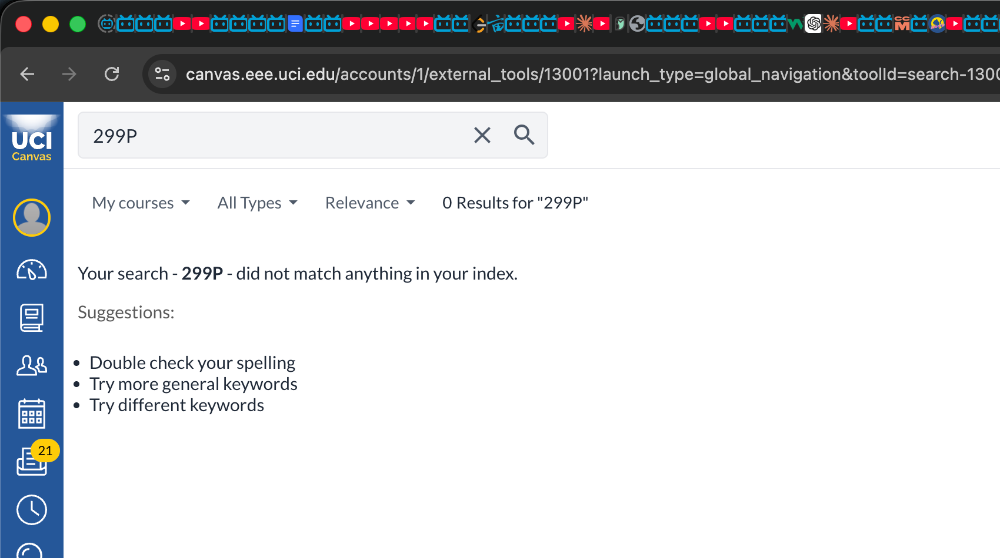 canvas.eee.uci.edu/accounts/1/external_tools/13001?launch_type=global_navigation&toolId=search-1300
UCI
Canvas
299P
My courses
All Types
Relevance
0 Results for "299P"
Your search - 299P - did not match anything in your index.
Suggestions:
Double check your spelling
Try more general keywords
Try different keywords
21